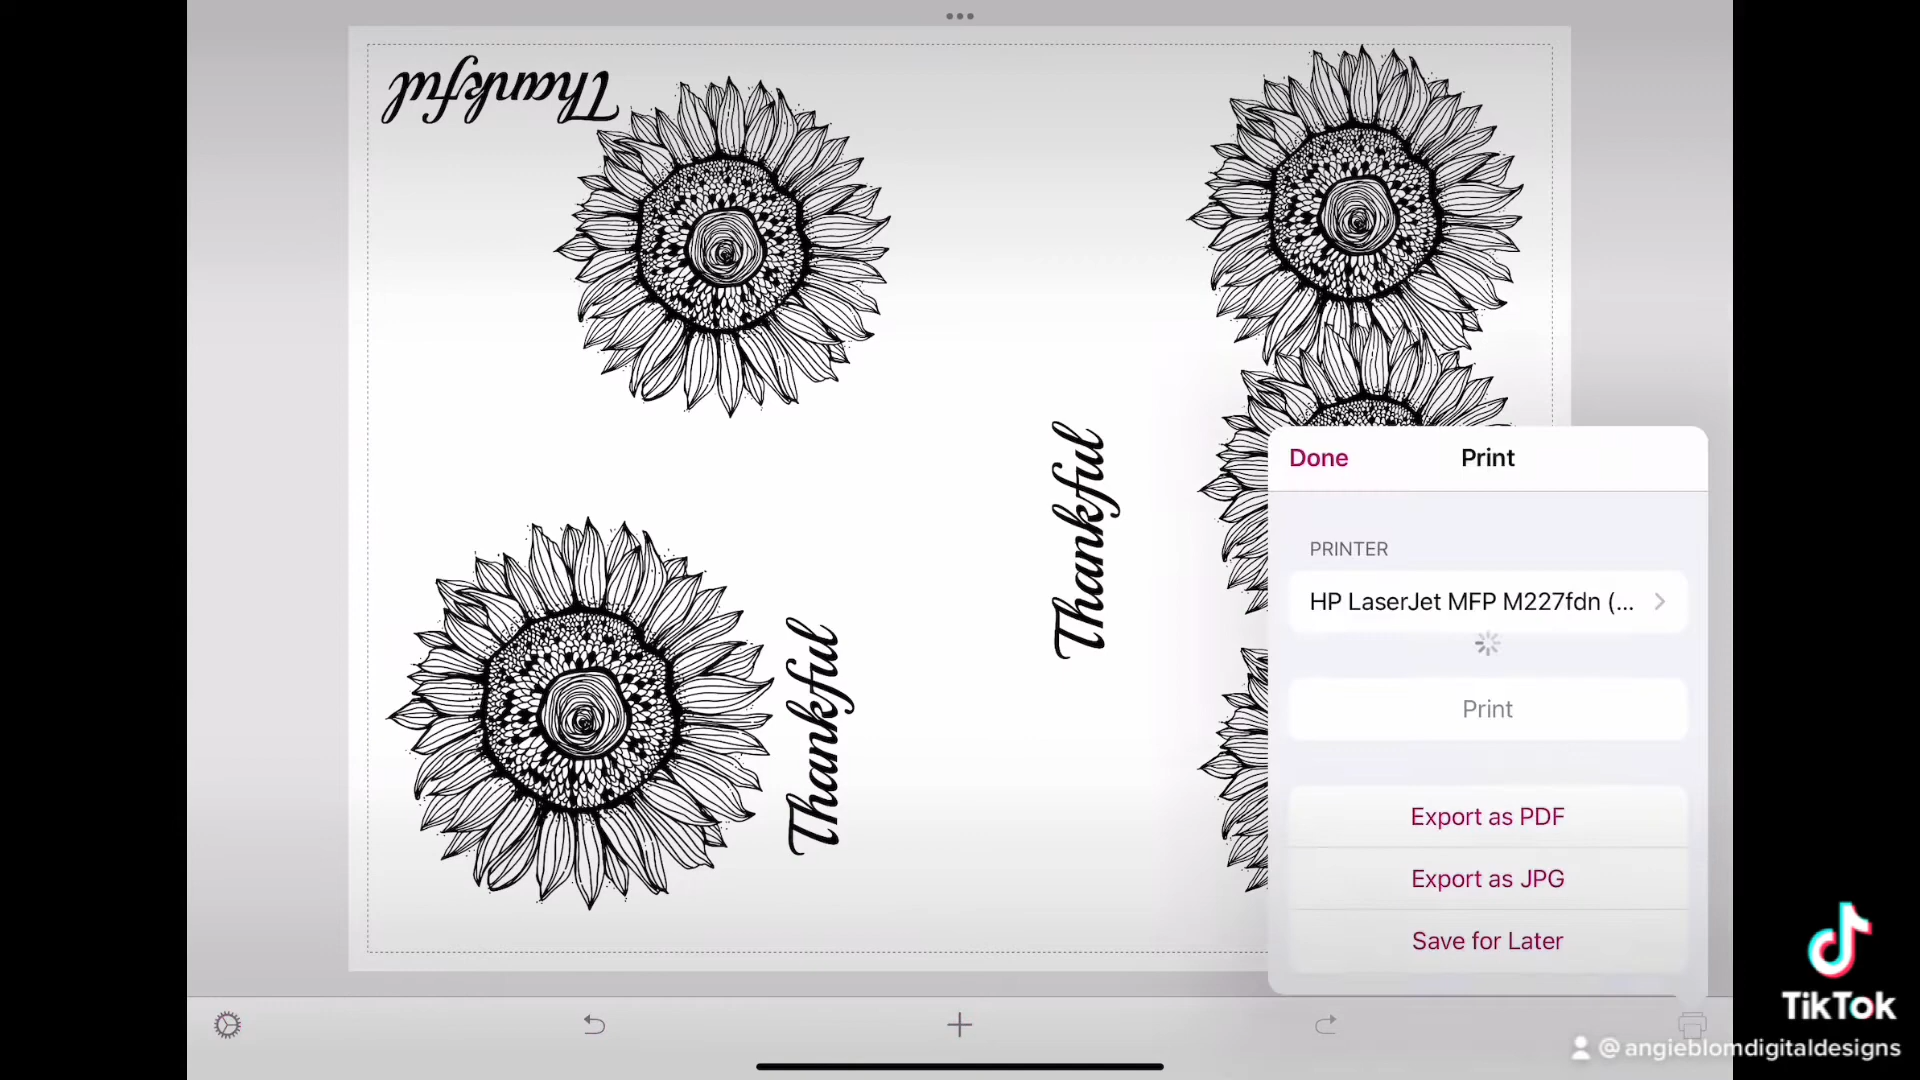 Thankful
Thankful
Thankful
Done
Print
PRINTER
HP LaserJet MFP M227fdn (...
Print
Export as PDF
Export as JPG
Save for Later
TikTok
@angieblomdigitaldesigns